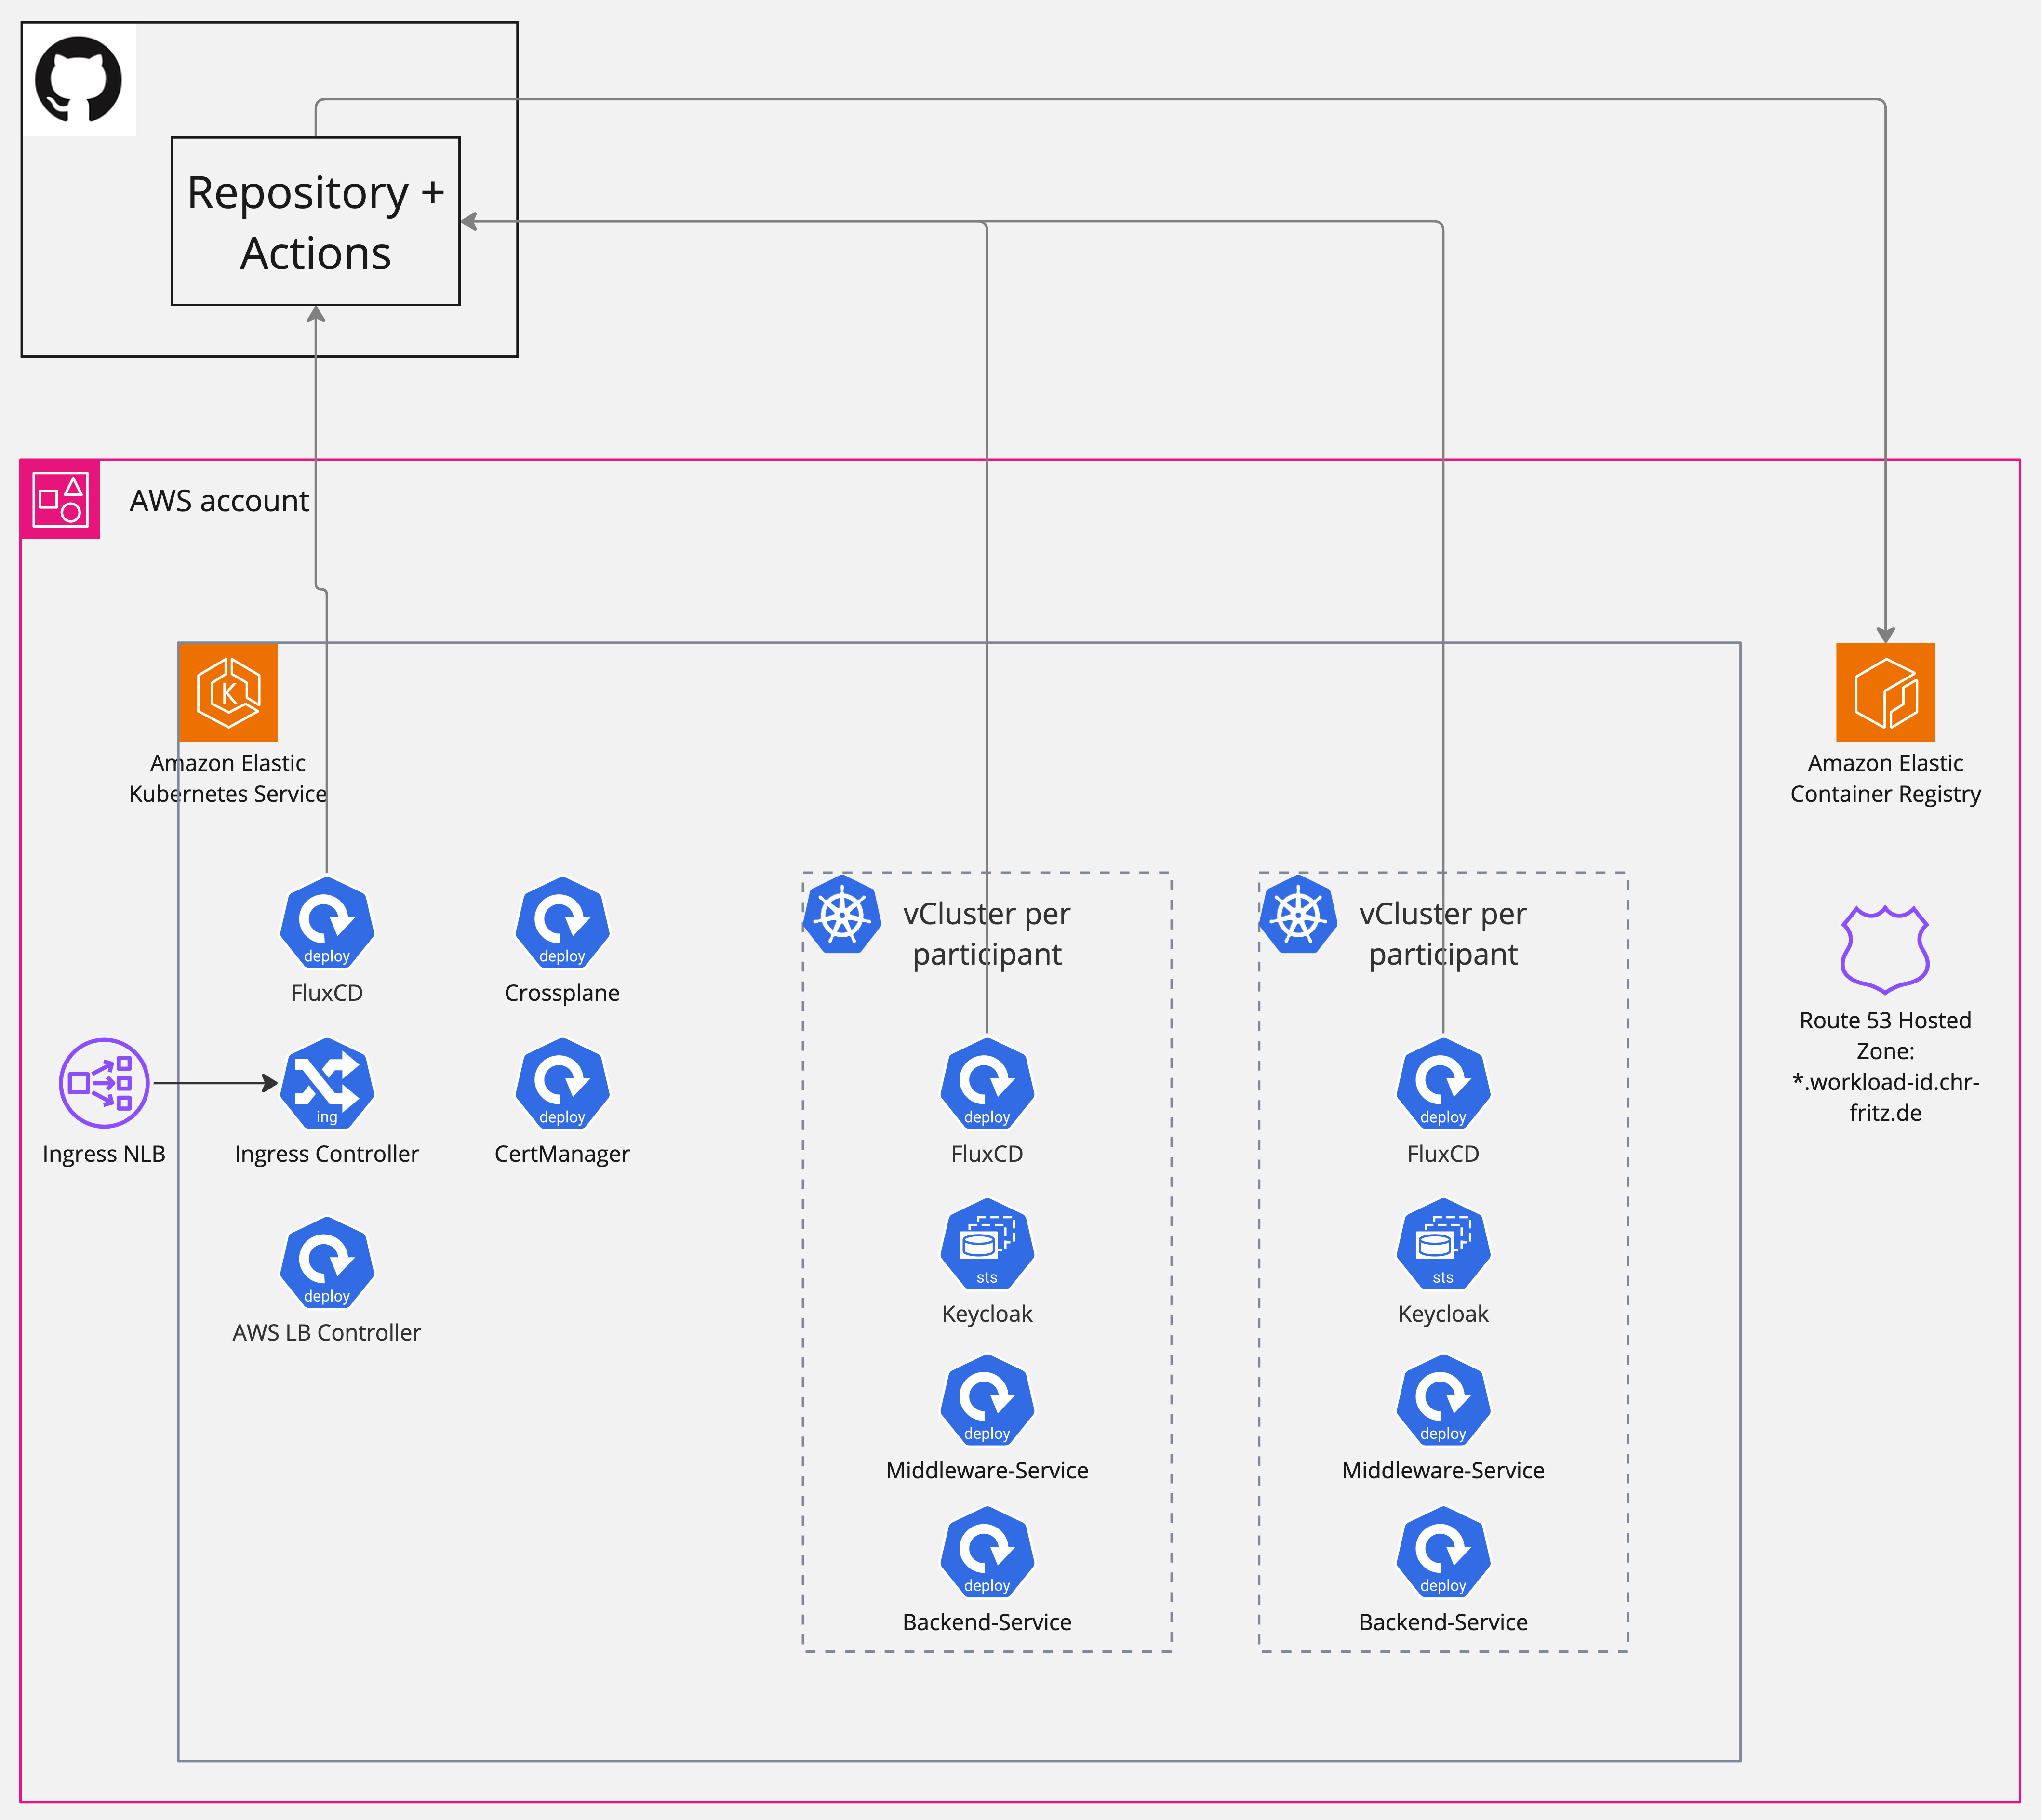 Repository +
Actions
AWS account
Amazon Elastic
Kubernetes Service
Amazon Elastic
Container Registry
deploy
FluxCD
deploy
Crossplane
vCluster per
participant
vCluster per
participant
Route 53 Hosted
Zone:
*.workload-id.chr-
fritz.de
Ingress NLB
ing
Ingress Controller
deploy
CertManager
deploy
FluxCD
deploy
FluxCD
deploy
AWS LB Controller
sts
Keycloak
sts
Keycloak
deploy
Middleware-Service
deploy
Middleware-Service
deploy
Backend-Service
deploy
Backend-Service
K